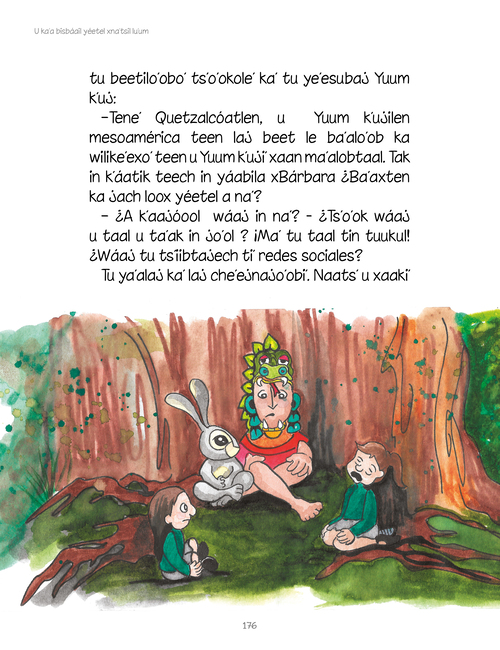 U ka'a bisbáail yéetel xna'tsil lu'um
tu beetilo'obo' ts'o'okole' ka' tu ye'esubaj Yuum
k'uj:
-Tene' Quetzalcóatlen, u Yuum k'ujilen
mesoamérica teen laj beet le ba'alo'ob ka
wilike'exo' teen u Yuum k'uji' xaan ma'alobtaal. Tak
in k'áatik teech in yáabila xBárbara ¿Ba'axten
ka jach loox yéetel a na'?
- ¿A k'aajóool wáaj in na'? - ¿Ts'o'ok wáaj
u taal u ta'ak in jo'ol ? ¡Ma' tu taal tin tuukul!
¿Wáaj tu tsíibtajech ti' redes sociales?
Tu ya'alaj ka' laj che'ejnajo'obi'. Naats' u xaaki'
176